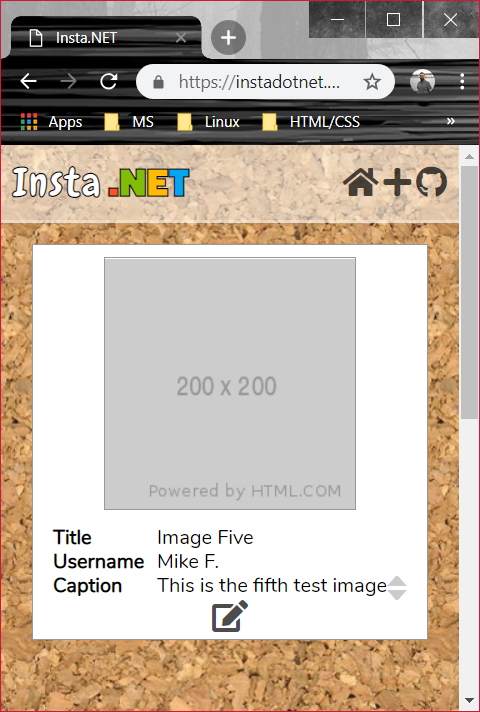 Insta.NET
https://instadotnet....
Apps MS Linux HTML/CSS »
Insta .NET
200 x 200
Powered by HTML.COM
Title Image Five
Username Mike F.
Caption This is the fifth test image